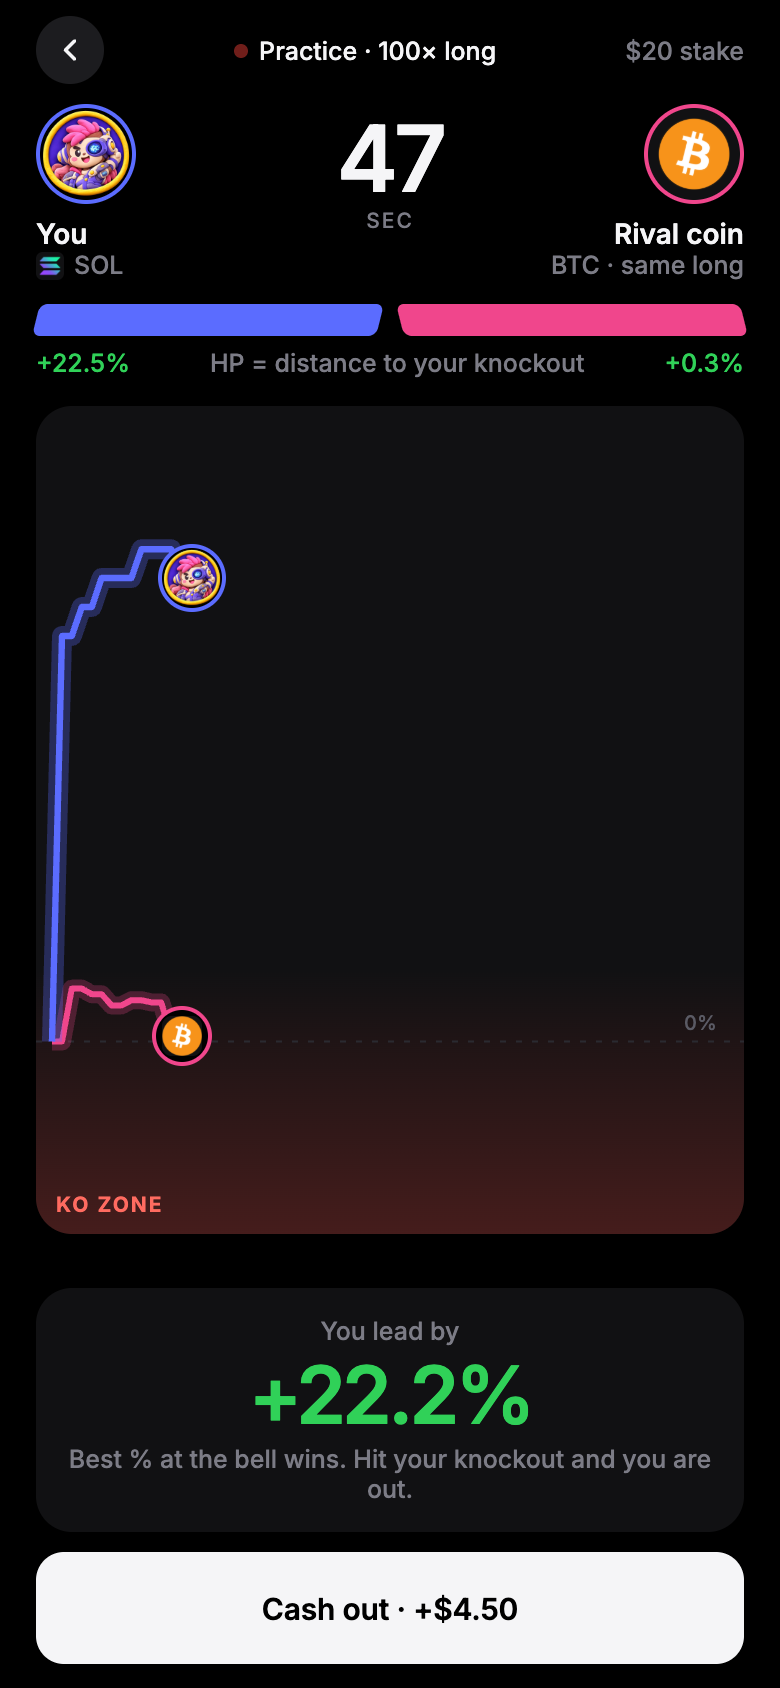 Practice · 100× long
$20 stake
47
SEC
You
SOL
Rival coin
BTC · same long
+22.5%
HP = distance to your knockout
+0.3%
0%
KO ZONE
You lead by
+22.2%
Best % at the bell wins. Hit your knockout and you are
out.
Cash out · +$4.50